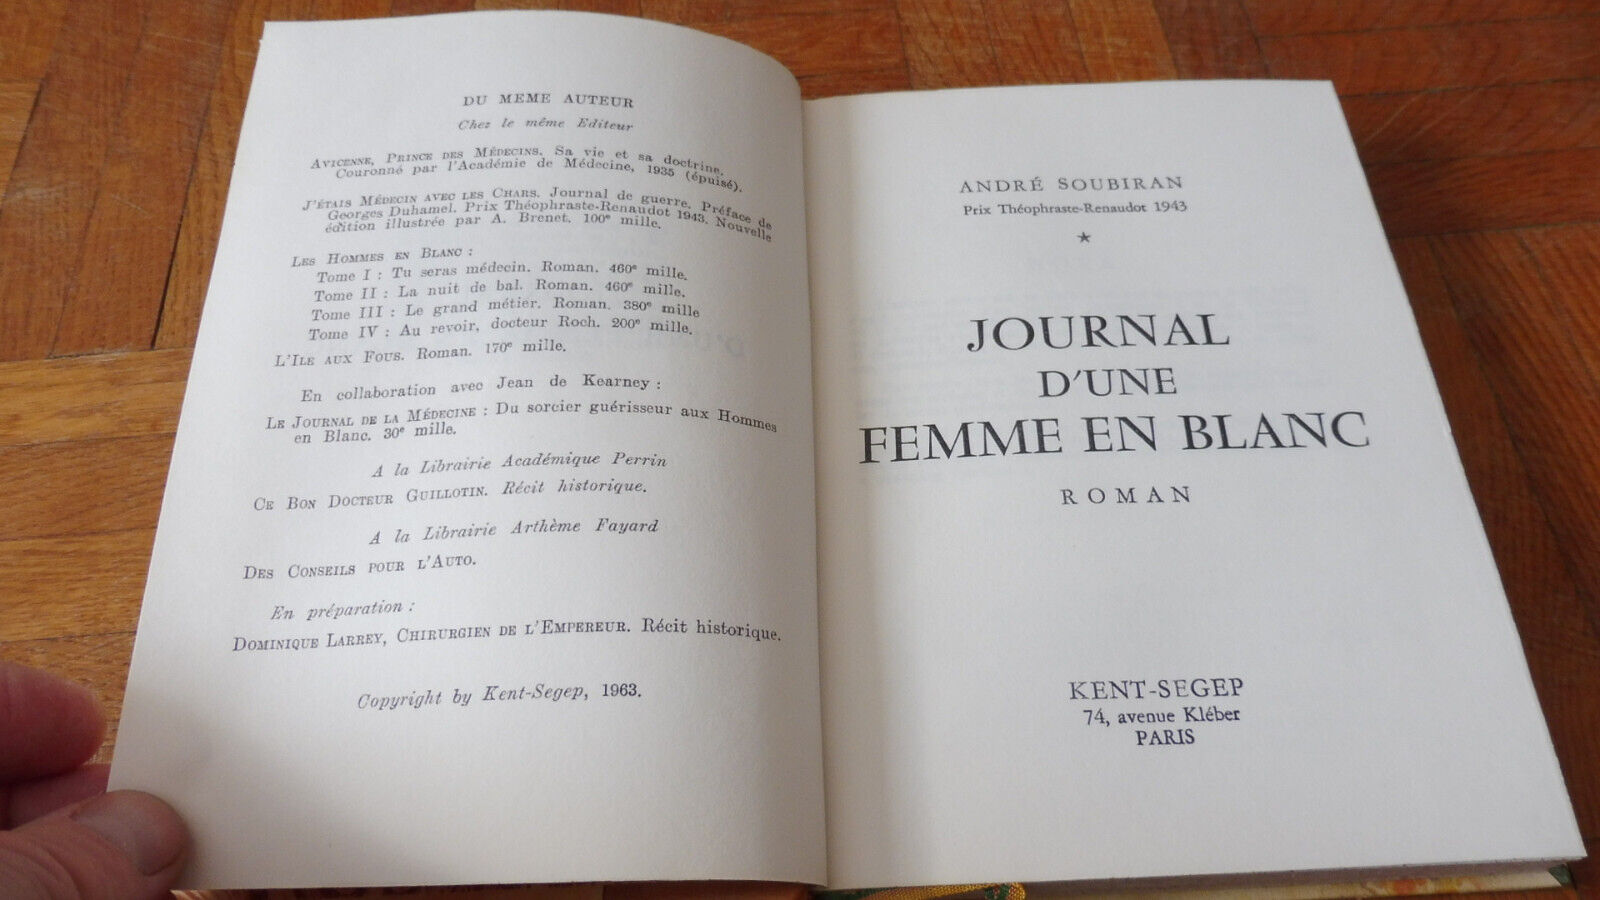 DU MEME AUTEUR
Chez le même Editeur
AVICENNE, PRINCE DES MÉDECINS. Sa vie et sa doctrine.
Couronné par l'Académie de Médecine, 1935 (épuisé).
J'ÉTAIS MÉDECIN AVEC LES CHARS. Journal de guerre. Préface de
Georges Duhamel. Prix Théophraste-Renaudot 1943. Nouvelle
édition illustrée par A. Brenet. 100e mille.
LES HOMMES EN BLANC :
Tome I : Tu seras médecin. Roman. 460e mille.
Tome II : La nuit de bal. Roman. 460e mille.
Tome III : Le grand métier. Roman. 380e mille
Tome IV : Au revoir, docteur Roch. 200e mille.
L'ILE AUX FOUS. Roman. 170e mille.
En collaboration avec Jean de Kearney :
LE JOURNAL DE LA MÉDECINE : Du sorcier guérisseur aux Hommes
en Blanc. 30e mille.
A la Librairie Académique Perrin
CE BON DOCTEUR GUILLOTIN. Récit historique.
A la Librairie Arthème Fayard
DES CONSEILS POUR L'AUTO.
En préparation :
DOMINIQUE LARREY, CHIRURGIEN DE L'EMPEREUR. Récit historique.
Copyright by Kent-Segep, 1963.
ANDRÉ SOUBIRAN
Prix Théophraste-Renaudot 1943
★
JOURNAL
D'UNE
FEMME EN BLANC
ROMAN
KENT-SEGEP
74, avenue Kléber
PARIS